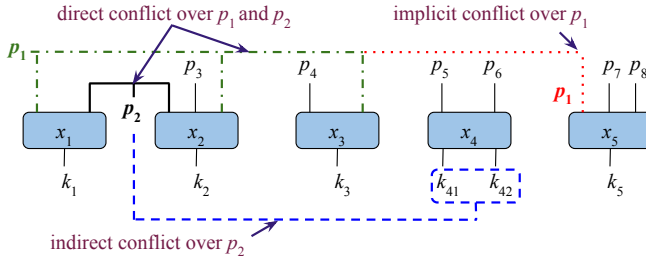 direct conflict over p₁ and p₂
implicit conflict over p₁
p₁
p₃ p₄ p₅ p₆ p₇ p₈
p₂ p₁
x₁ x₂ x₃ x₄ x₅
k₁ k₂ k₃ k₄₁ k₄₂ k₅
indirect conflict over p₂